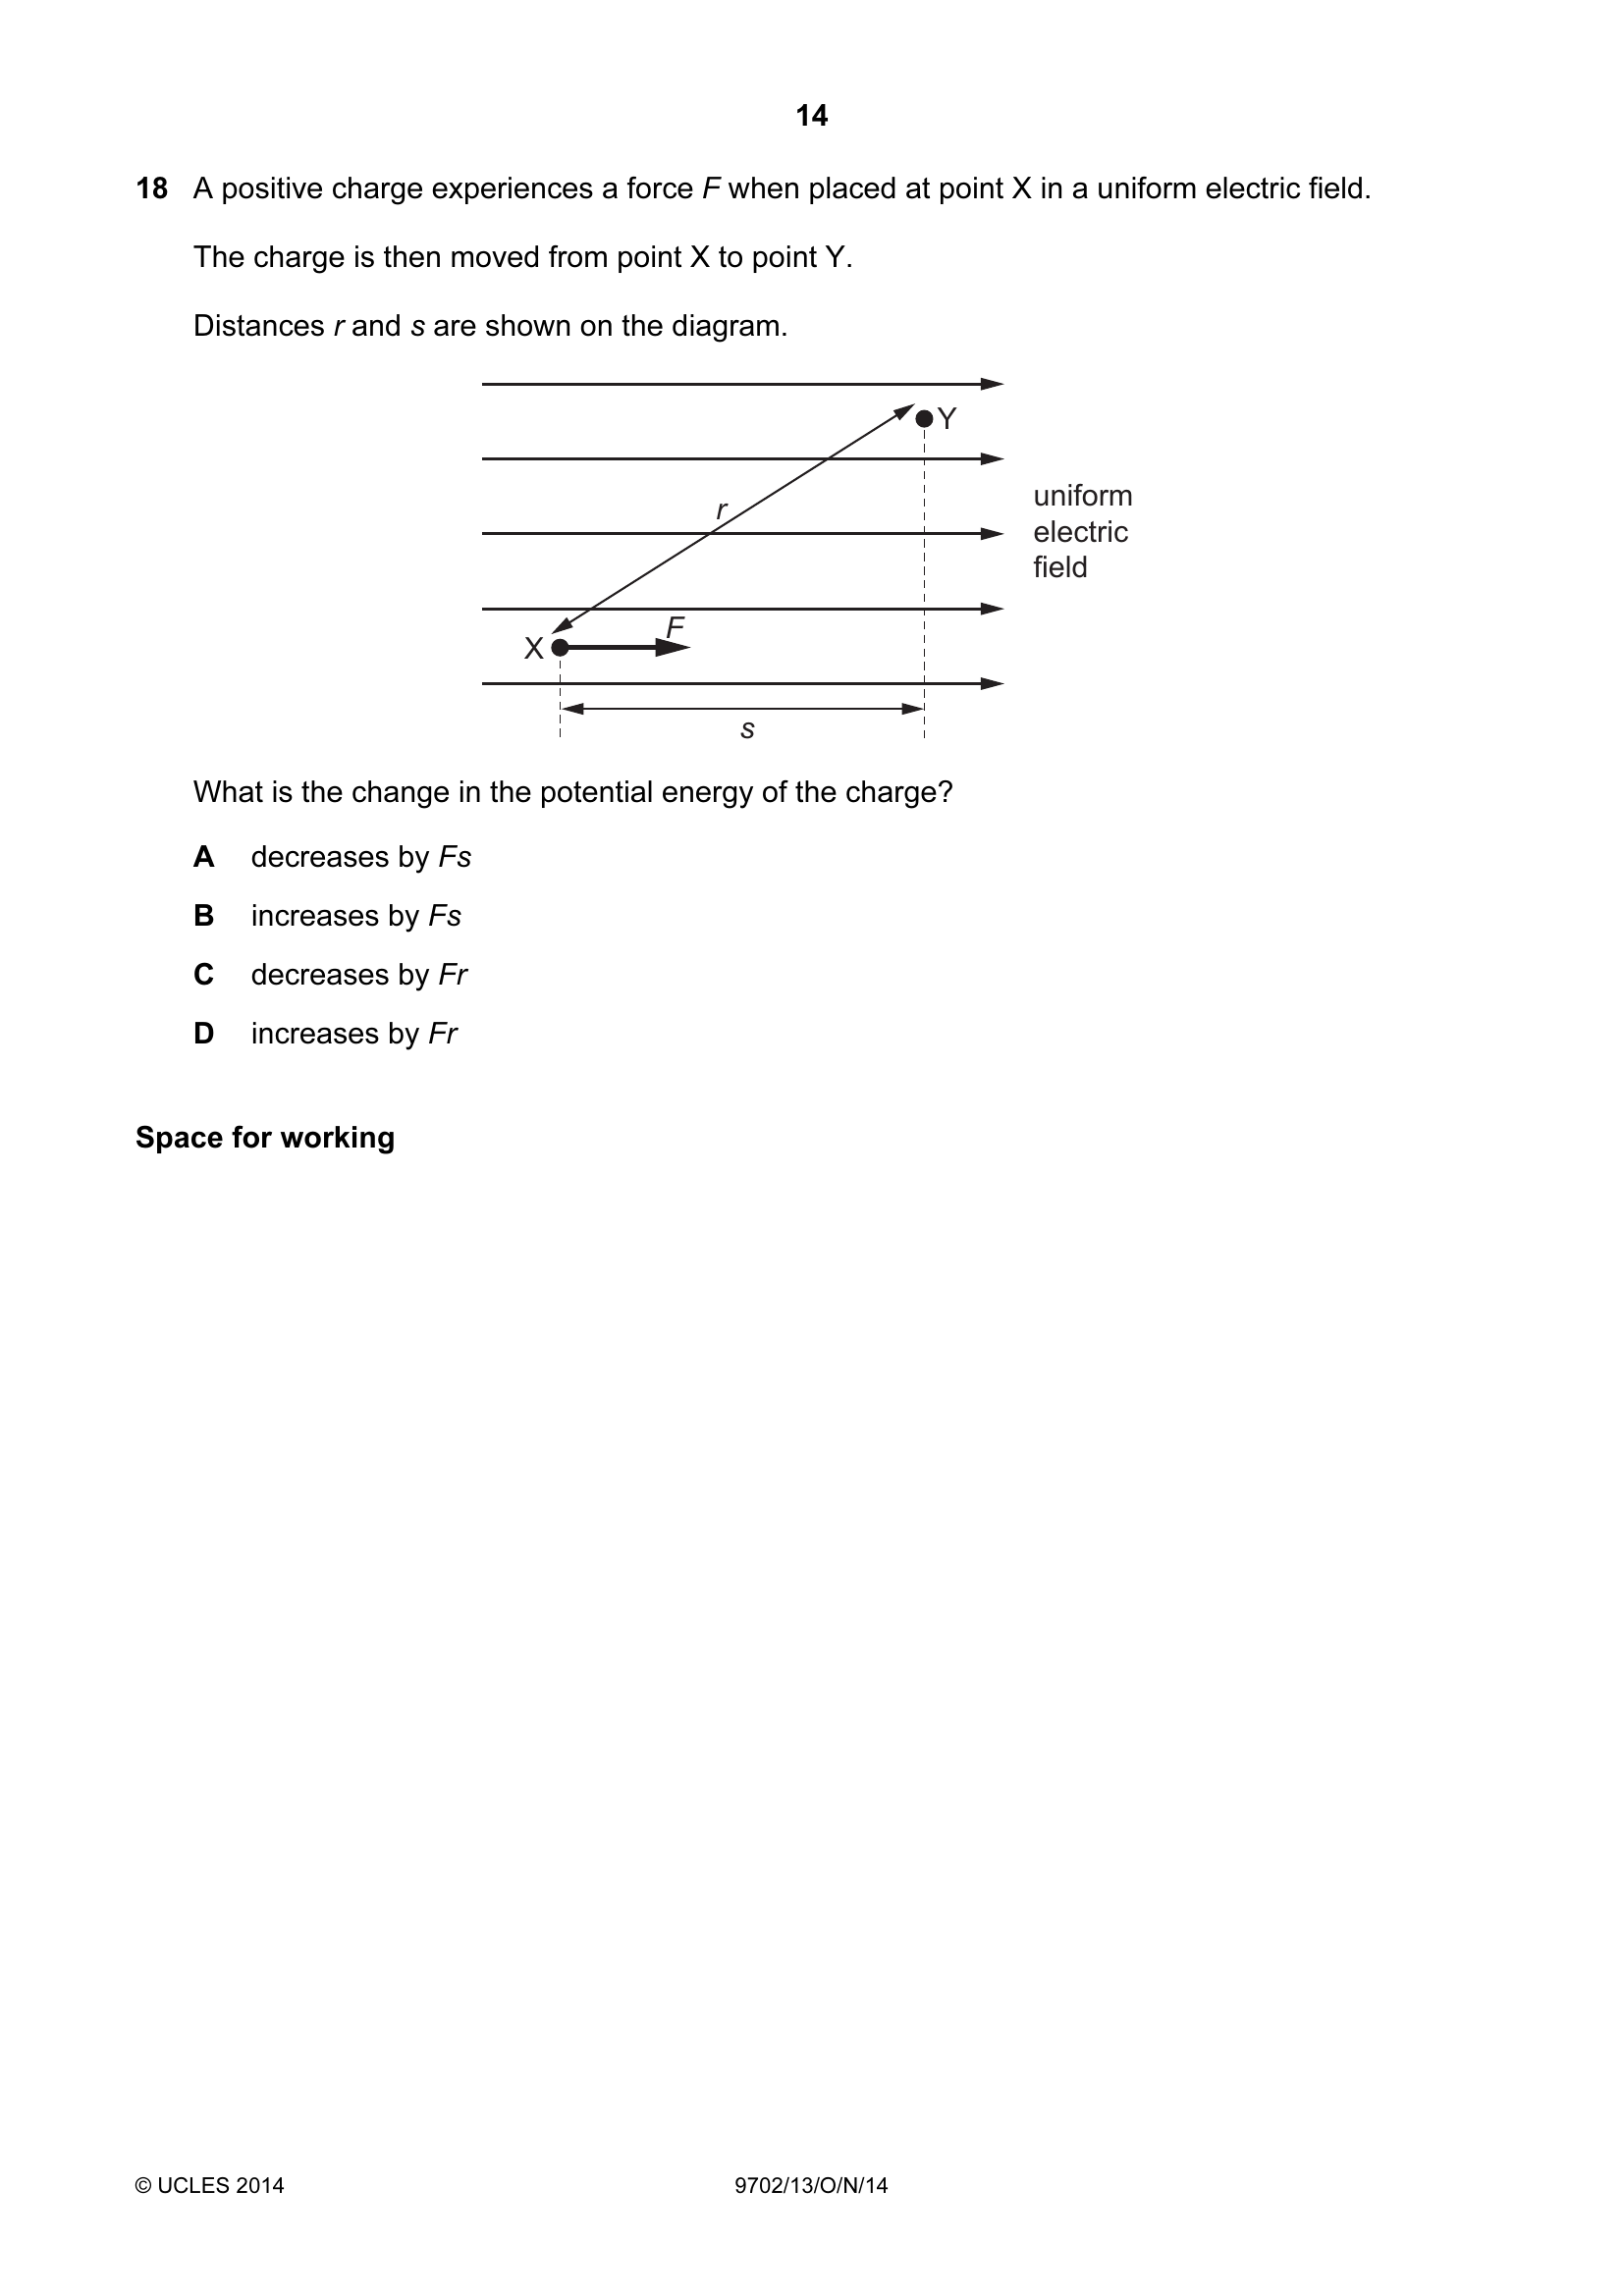 14
18 A positive charge experiences a force F when placed at point X in a uniform electric field.
The charge is then moved from point X to point Y.
Distances r and s are shown on the diagram.
Y
r
uniform
electric
field
F
X
s
What is the change in the potential energy of the charge?
A decreases by Fs
B increases by Fs
C decreases by Fr
D increases by Fr
Space for working
© UCLES 2014 9702/13/O/N/14